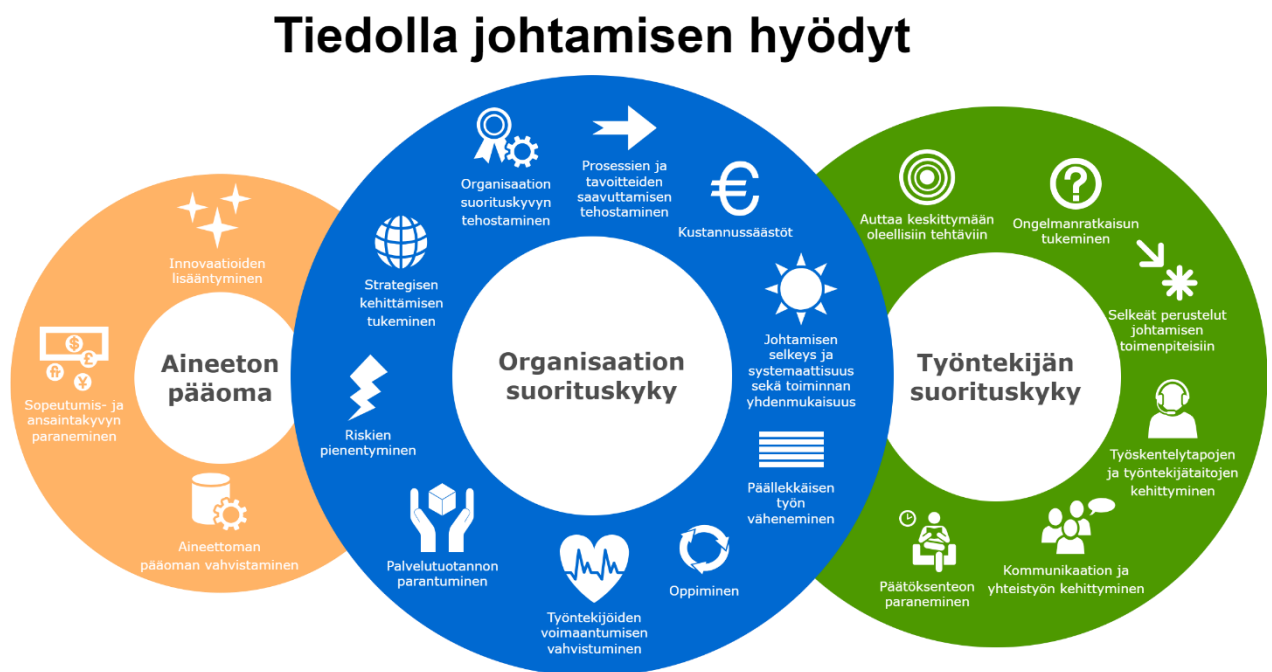 Tiedolla johtamisen hyödyt
Innovaatioiden
lisääntyminen
Sopeutumis- ja
ansaintakyvyn
paraneminen
Aineeton
pääoma
Aineettoman
pääoman vahvistaminen
Organisaation
suorituskyvyn
tehostaminen
Prosessien ja
tavoitteiden
saavuttamisen
tehostaminen
€
Kustannussäästöt
Strategisen
kehittämisen
tukeminen
Johtamisen
selkeys ja
systemaattisuus
sekä toiminnan
yhdenmukaisuus
Organisaation
suorituskyky
Riskien
pienentyminen
Päällekkäisen
työn
väheneminen
Palvelutuotannon
parantuminen
Työntekijöiden
voimaantumisen
vahvistuminen
Oppiminen
Auttaa keskittymään
oleellisiin tehtäviin
?
Ongelmanratkaisun
tukeminen
Selkeät perustelut
johtamisen
toimenpiteisiin
Työntekijän
suorituskyky
Työskentelytapojen
ja työntekijätaitojen
kehittyminen
Kommunikaation ja
yhteistyön kehittyminen
Päätöksenteon
paraneminen